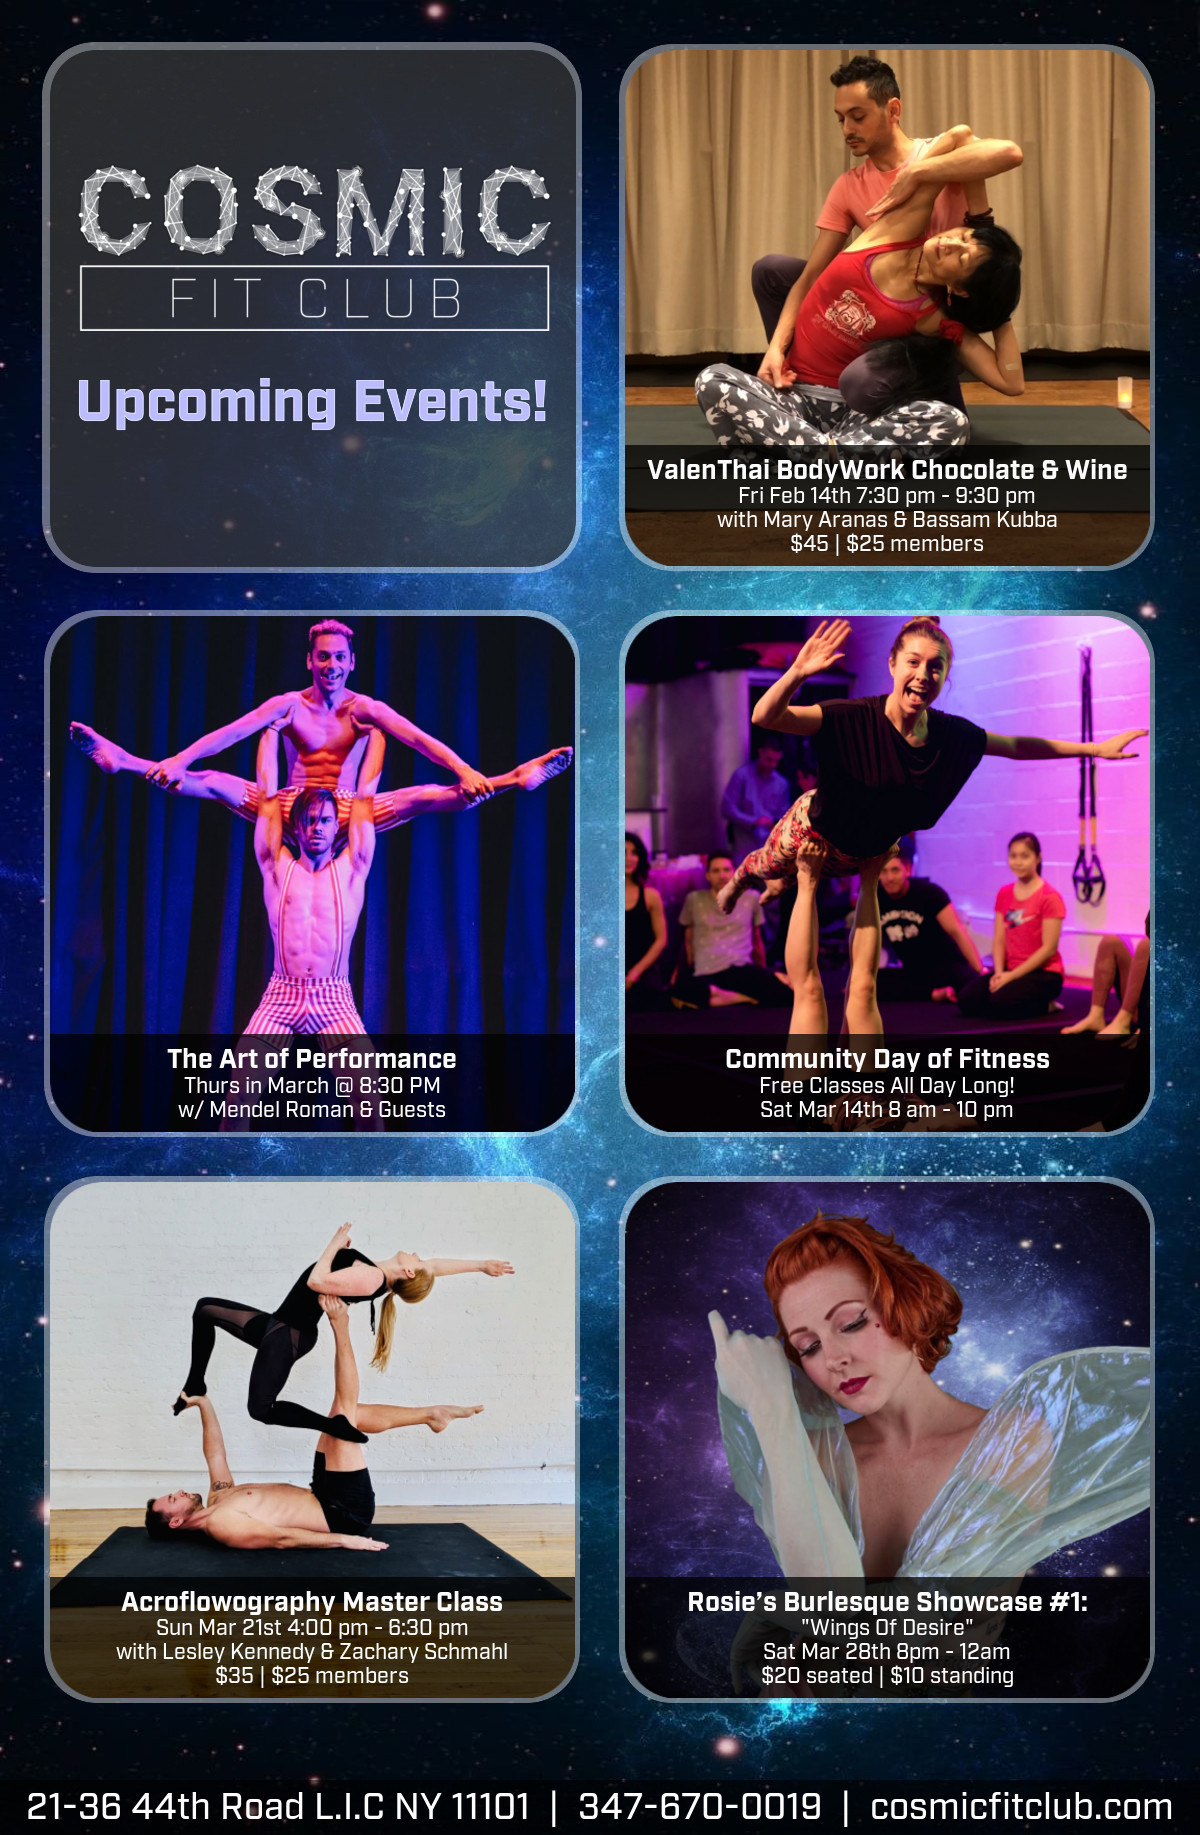 COSMIC
FIT CLUB
Upcoming Events!
ValenThai BodyWork Chocolate & Wine
Fri Feb 14th 7:30 pm - 9:30 pm
with Mary Aranas & Bassam Kubba
$45 | $25 members
The Art of Performance
Thurs in March @ 8:30 PM
w/ Mendel Roman & Guests
Community Day of Fitness
Free Classes All Day Long!
Sat Mar 14th 8 am - 10 pm
Acroflowography Master Class
Sun Mar 21st 4:00 pm - 6:30 pm
with Lesley Kennedy & Zachary Schmahl
$35 | $25 members
Rosie's Burlesque Showcase #1:
"Wings Of Desire"
Sat Mar 28th 8pm - 12am
$20 seated | $10 standing
21-36 44th Road L.I.C NY 11101 | 347-670-0019 | cosmicfitclub.com